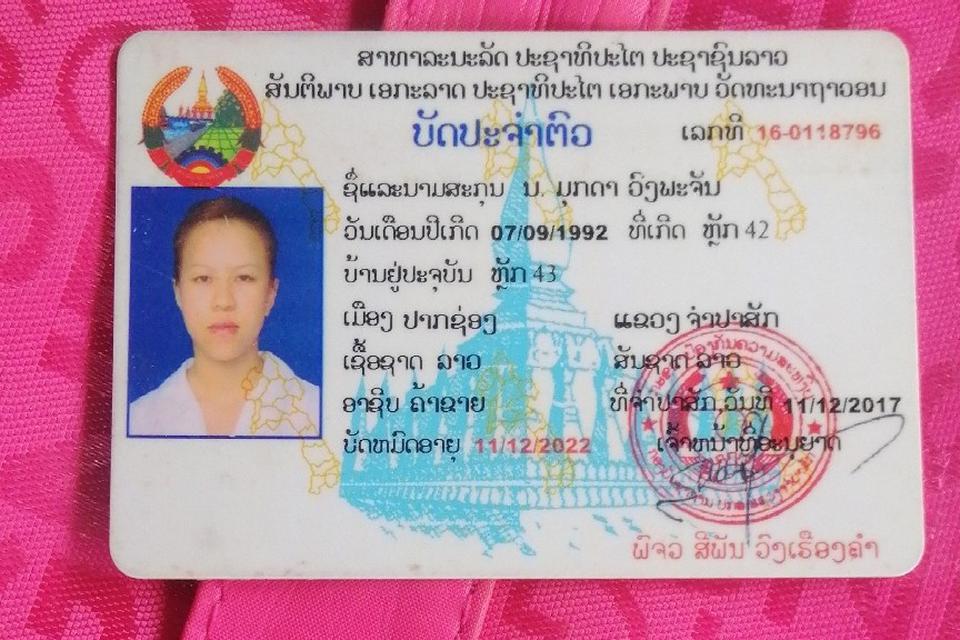 ສາທາລະນະລັດ ປະຊາທິປະໄຕ ປະຊາຊົນລາວ
ສັນຕິພາບ ເອກະລາດ ປະຊາທິປະໄຕ ເອກະພາບ ວັດທະນາຖາວອນ
ບັດປະຈຳຕົວ ເລກທີ 16-0118796
ຊື່ແລະນາມສະກຸນ ນ. ມຸກດາ ວົງພະຈັນ
ວັນເດືອນປີເກີດ 07/09/1992 ທີ່ເກີດ ຫຼັກ 42
ບ້ານຢູ່ປະຈຸບັນ ຫຼັກ 43
ເມືອງ ປາກຊ່ອງ ແຂວງ ຈຳປາສັກ
ເຊື້ອຊາດ ລາວ ສັນຊາດ ລາວ
ອາຊີບ ຄ້າຂາຍ ທີ່ຈຳປາສັກ,ວັນທີ 11/12/2017
ບັດຫມົດອາຍຸ 11/12/2022 ເຈົ້າຫນ້າທີ່ອະນຸຍາດ
ພົຈວ ສີພັນ ວົງເຮືອງຄຳ